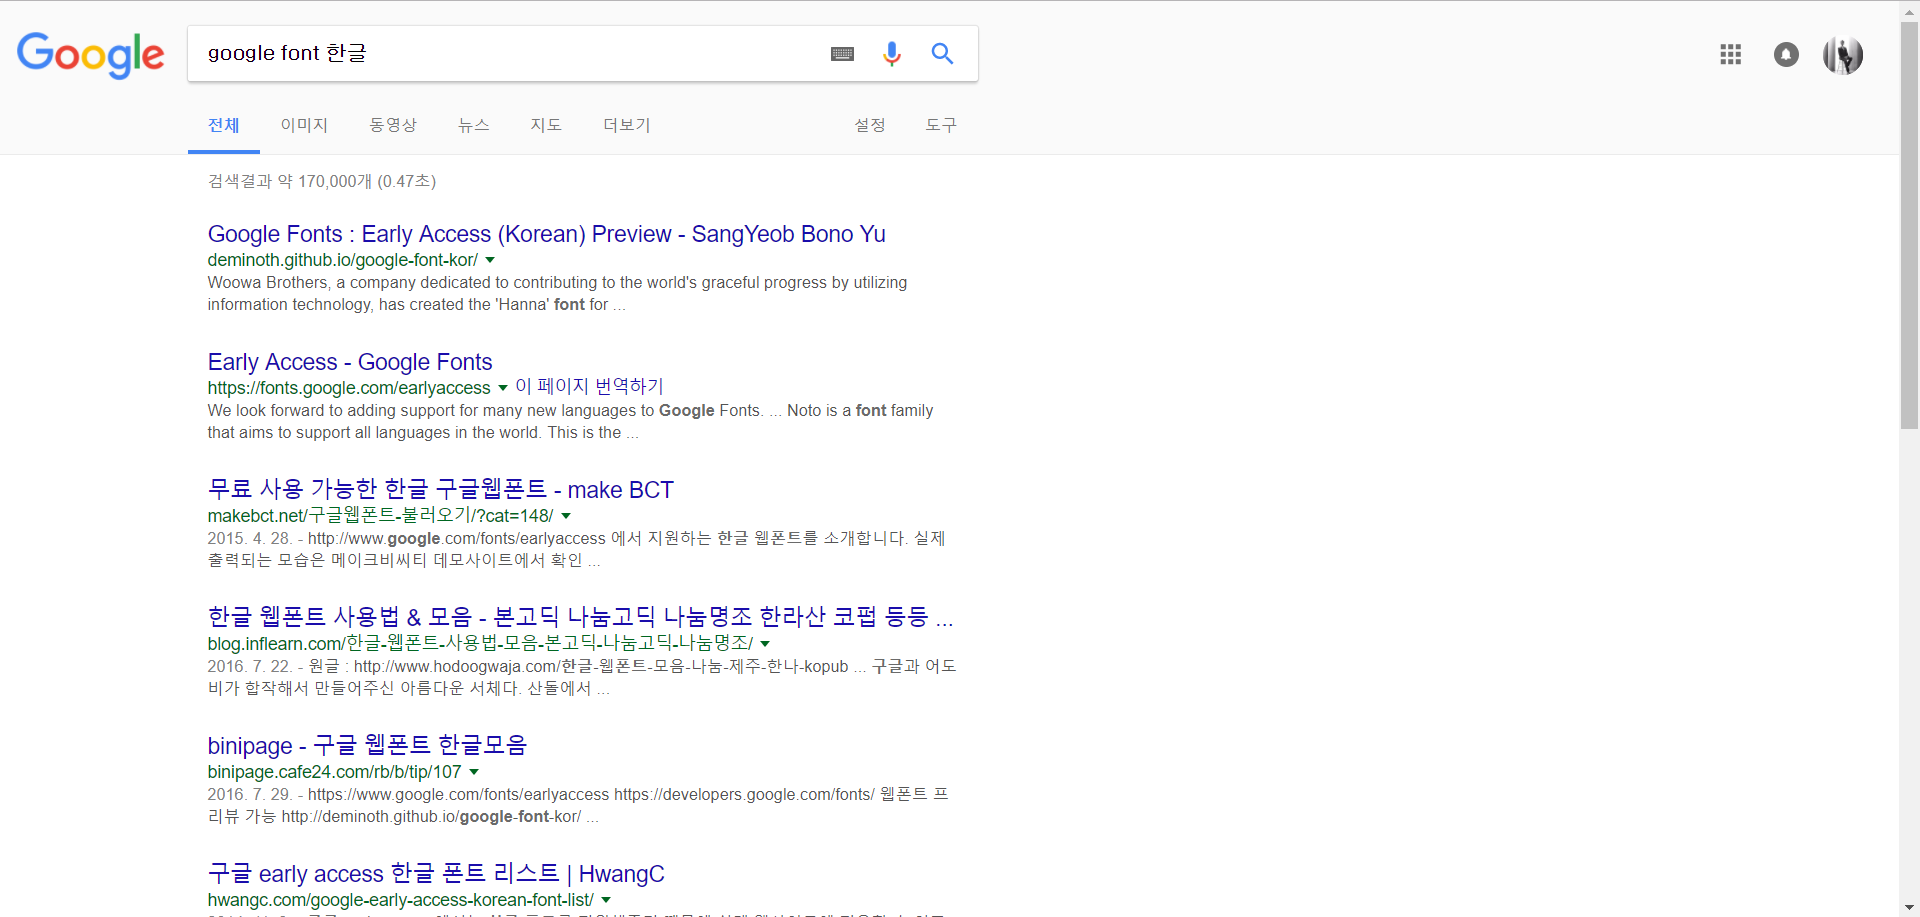 Google
google font 한글
전체 이미지 동영상 뉴스 지도 더보기 설정 도구
검색결과 약 170,000개 (0.47초)
Google Fonts : Early Access (Korean) Preview - SangYeob Bono Yu
deminoth.github.io/google-font-kor/
Woowa Brothers, a company dedicated to contributing to the world's graceful progress by utilizing
information technology, has created the 'Hanna' font for ...
Early Access - Google Fonts
https://fonts.google.com/earlyaccess 이 페이지 번역하기
We look forward to adding support for many new languages to Google Fonts. ... Noto is a font family
that aims to support all languages in the world. This is the ...
무료 사용 가능한 한글 구글웹폰트 - make BCT
makebct.net/구글웹폰트-불러오기/?cat=148/
2015. 4. 28. - http://www.google.com/fonts/earlyaccess 에서 지원하는 한글 웹폰트를 소개합니다. 실제
출력되는 모습은 메이크비씨티 데모사이트에서 확인 ...
한글 웹폰트 사용법 & 모음 - 본고딕 나눔고딕 나눔명조 한라산 코펍 등등 ...
blog.inflearn.com/한글-웹폰트-사용법-모음-본고딕-나눔고딕-나눔명조/
2016. 7. 22. - 원글 : http://www.hodoogwaja.com/한글-웹폰트-모음-나눔-제주-한나-kopub ... 구글과 어도
비가 합작해서 만들어주신 아름다운 서체다. 산돌에서 ...
binipage - 구글 웹폰트 한글모음
binipage.cafe24.com/rb/b/tip/107
2016. 7. 29. - https://www.google.com/fonts/earlyaccess https://developers.google.com/fonts/ 웹폰트 프
리뷰 가능 http://deminoth.github.io/google-font-kor/ ...
구글 early access 한글 폰트 리스트 | HwangC
hwangc.com/google-early-access-korean-font-list/